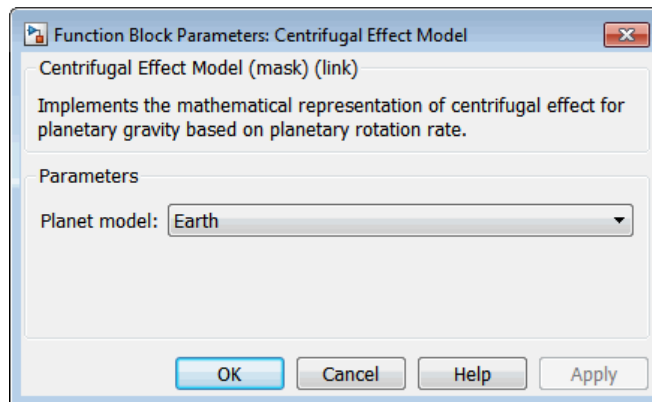 Function Block Parameters: Centrifugal Effect Model
Centrifugal Effect Model (mask) (link)
Implements the mathematical representation of centrifugal effect for
planetary gravity based on planetary rotation rate.
Parameters
Planet model: Earth
OK Cancel Help Apply